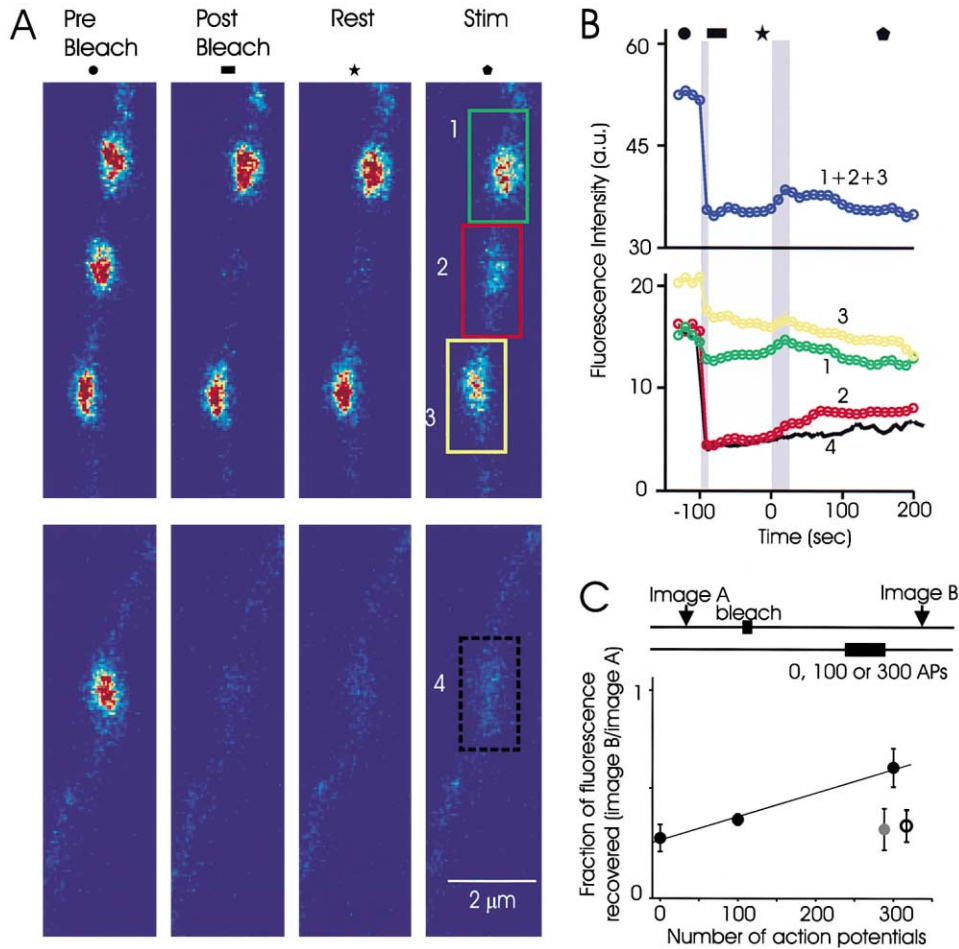 A
Pre
Bleach
Post
Bleach
Rest
Stim
1
2
3
4
2 μm
B
Fluorescence Intensity (a.u.)
60
45
30
1+2+3
20
10
0
3
1
2
4
-100
0
100
200
Time (sec)
C
Image A
bleach
Image B
0, 100 or 300 APs
Fraction of fluorescence
recovered (image B/image A)
1
0
0
100
200
300
Number of action potentials